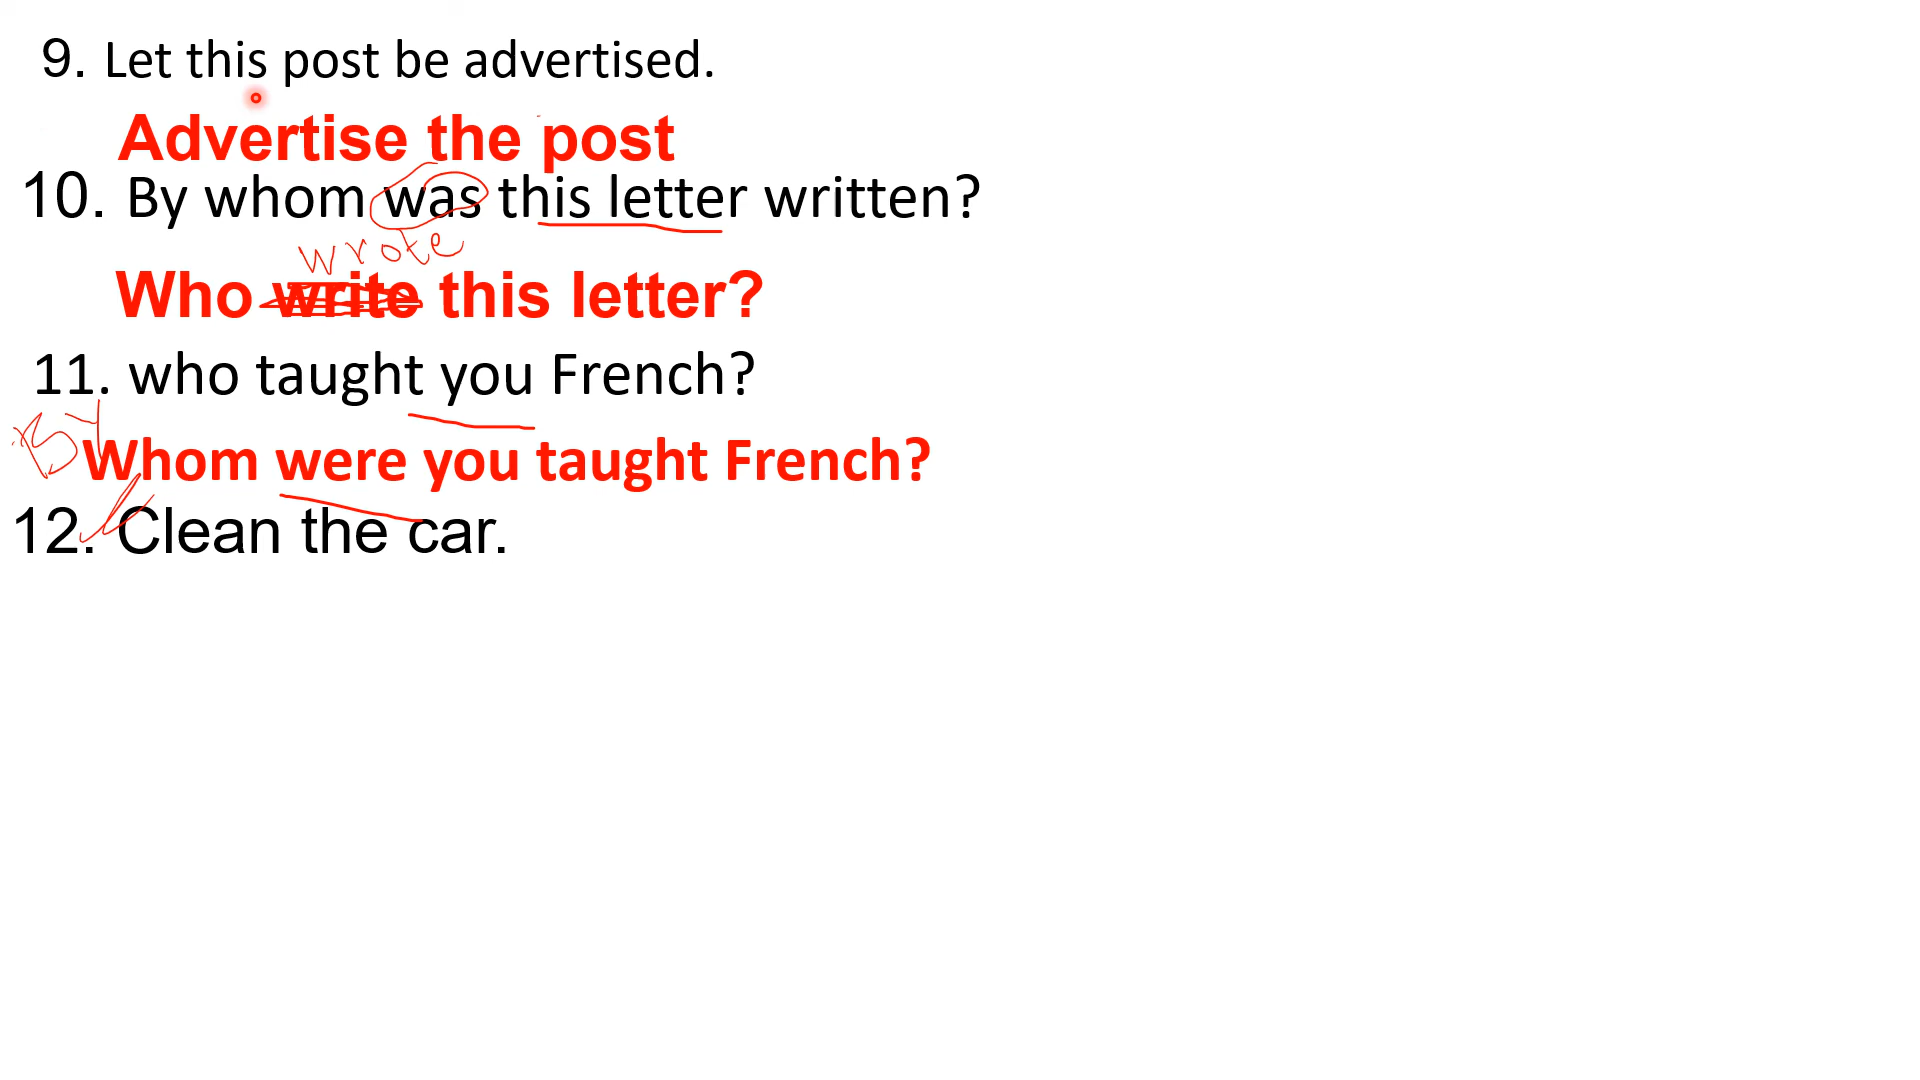 9. Let this post be advertised.
Advertise the post
10. By whom was this letter written?
wrote
Who write this letter?
11. who taught you French?
By
Whom were you taught French?
12. Clean the car.